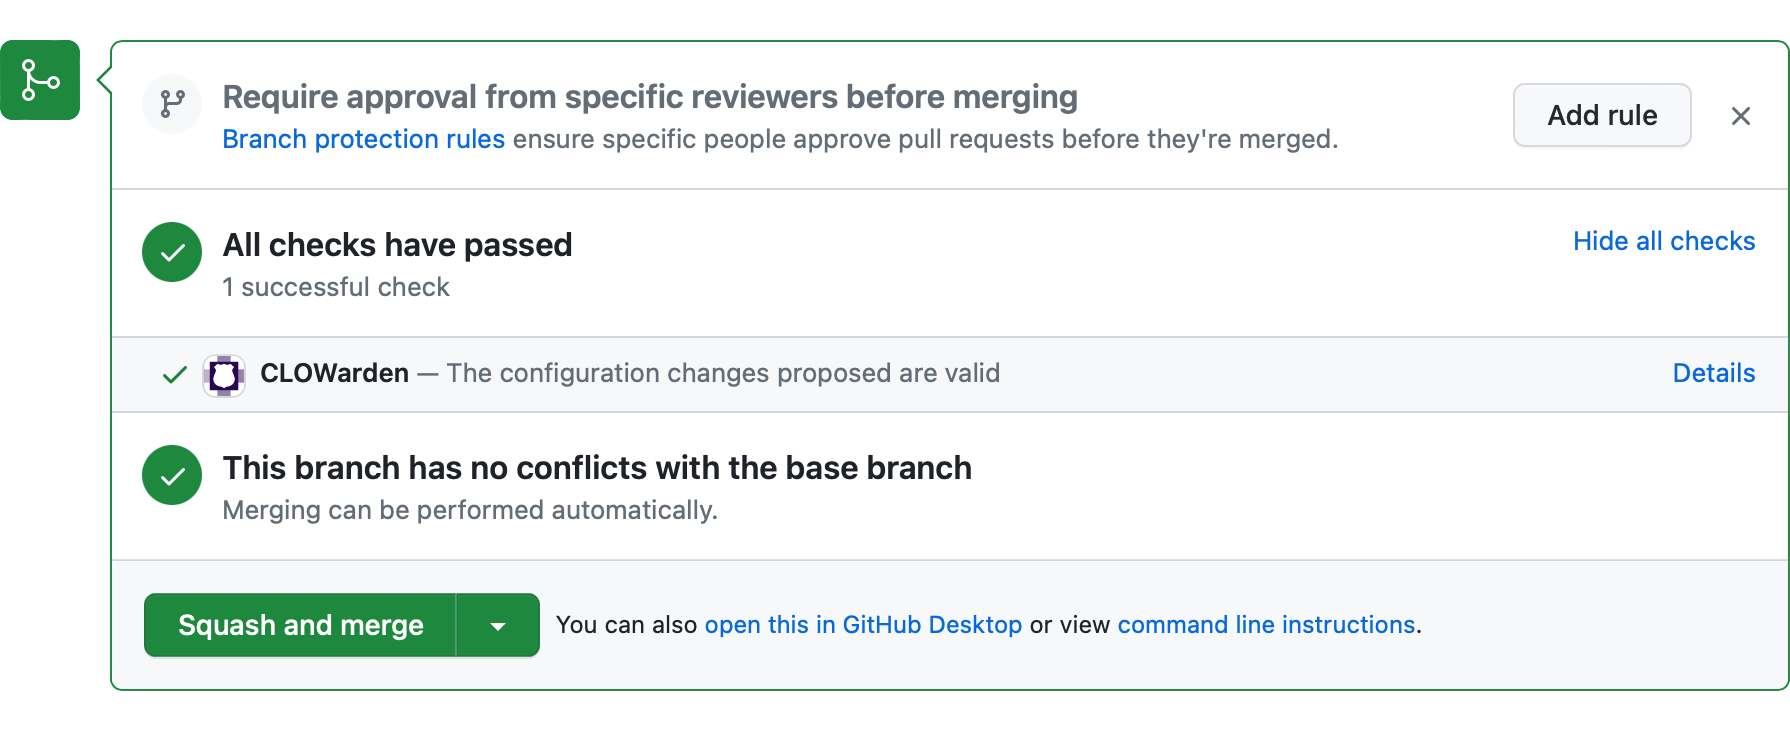 Require approval from specific reviewers before merging
Branch protection rules ensure specific people approve pull requests before they're merged.
Add rule
All checks have passed
1 successful check
Hide all checks
CLOWarden — The configuration changes proposed are valid
Details
This branch has no conflicts with the base branch
Merging can be performed automatically.
Squash and merge
You can also open this in GitHub Desktop or view command line instructions.